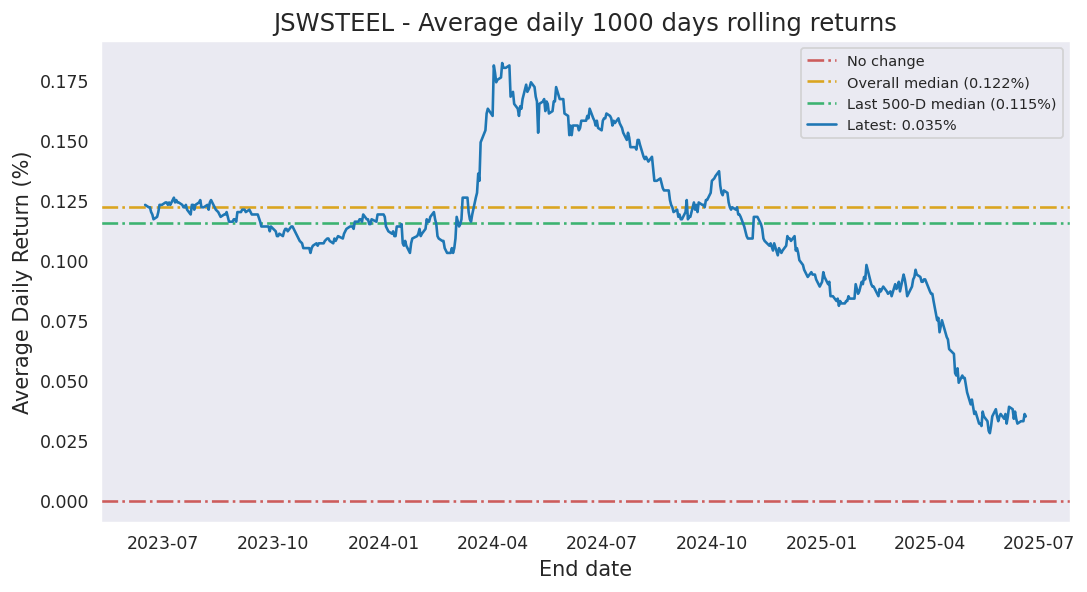 JSWSTEEL - Average daily 1000 days rolling returns
No change
Overall median (0.122%)
Last 500-D median (0.115%)
Latest: 0.035%
Average Daily Return (%)
0.175
0.150
0.125
0.100
0.075
0.050
0.025
0.000
2023-07 2023-10 2024-01 2024-04 2024-07 2024-10 2025-01 2025-04 2025-07
End date